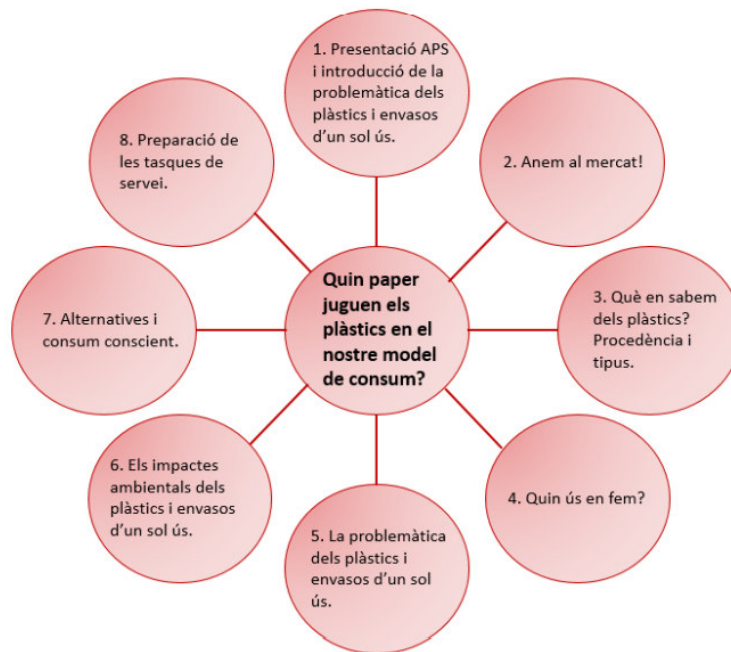 1. Presentació APS
i introducció de la
problemàtica dels
plàstics i envasos
d'un sol ús.
2. Anem al mercat!
3. Què en sabem
dels plàstics?
Procedència i
tipus.
4. Quin ús en fem?
5. La problemàtica
dels plàstics i
envasos d'un sol
ús.
6. Els impactes
ambientals dels
plàstics i envasos
d'un sol ús.
7. Alternatives i
consum conscient.
8. Preparació de
les tasques de
servei.
Quin paper
juguen els
plàstics en el
nostre model
de consum?